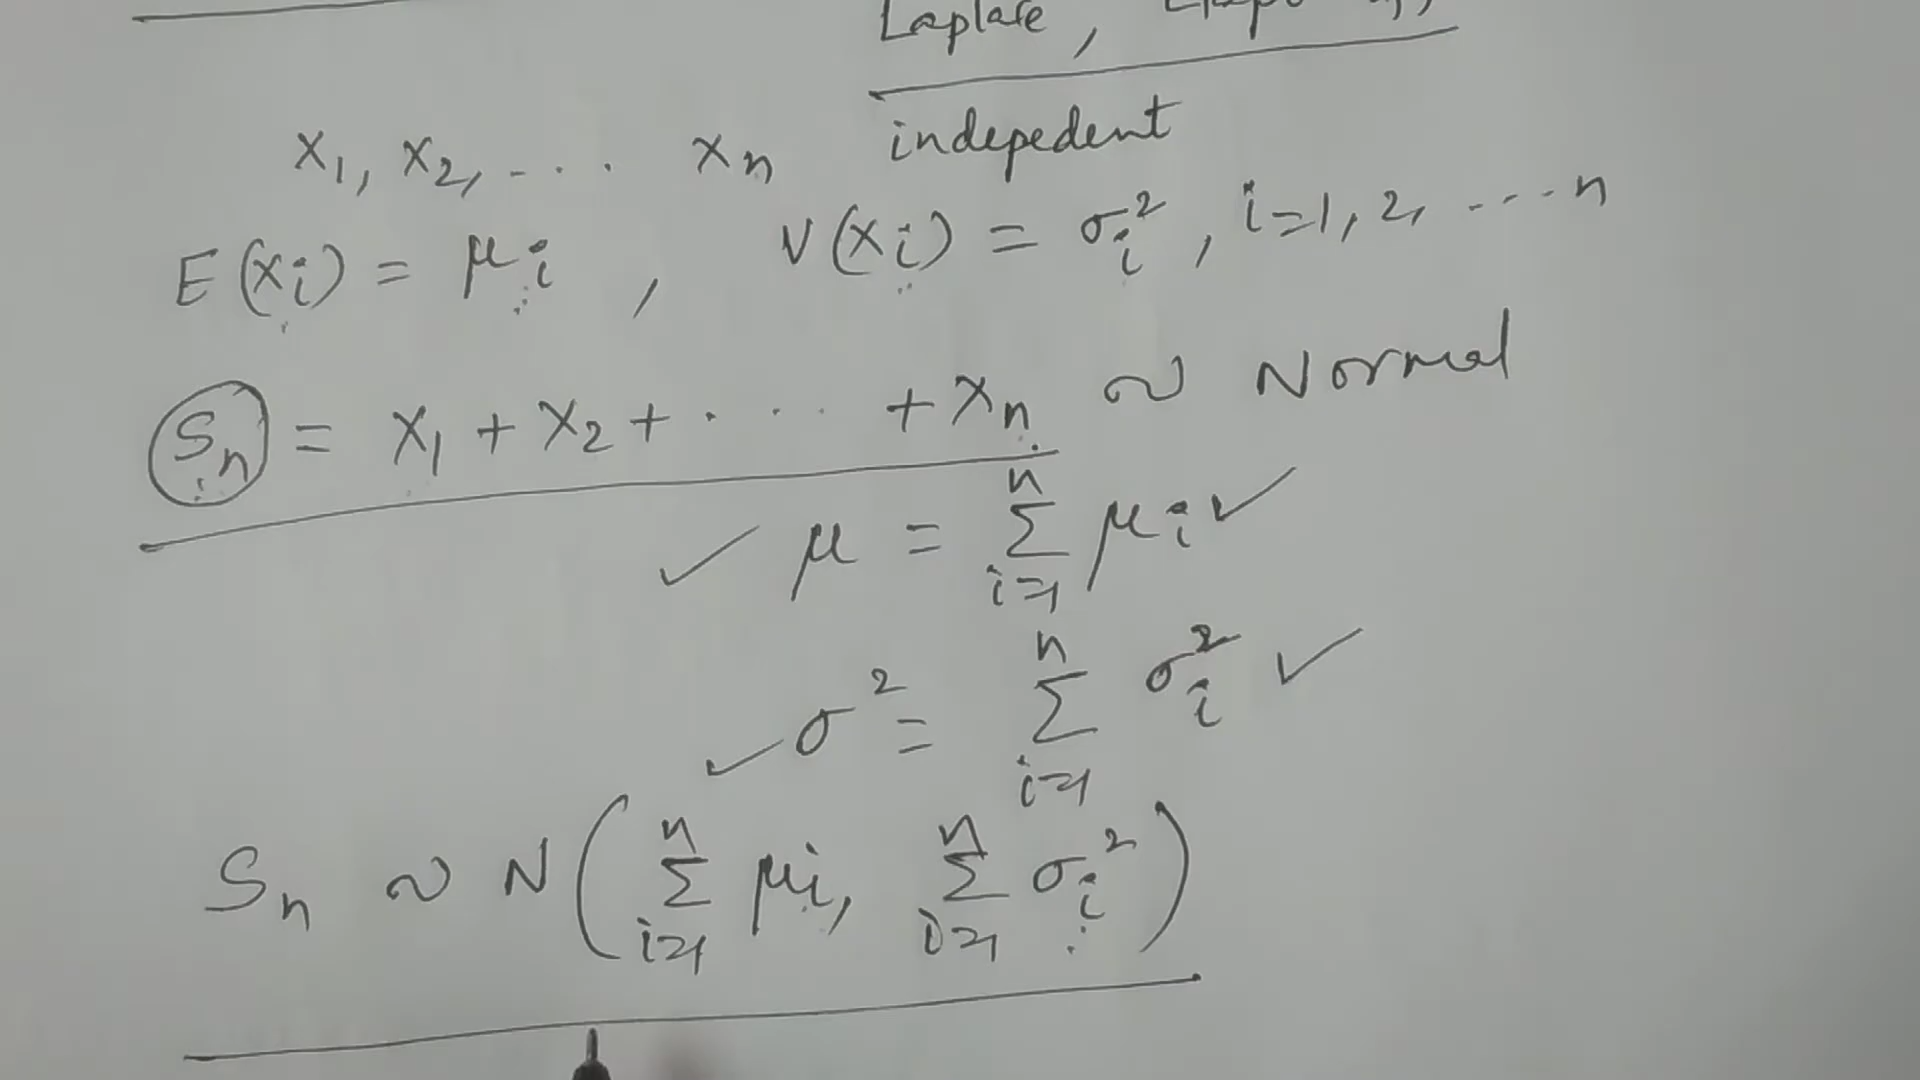 Laplace ,
X₁, X₂, - . . . Xn indepedent
E(Xi) = μi , V(Xi) = σi², i=1, 2, ---- n
Sn = X₁ + X₂ + . . . . + Xn ~ Normal
✓ μ = Σ_{i=1}^{n} μi ✓
✓ σ² = Σ_{i=1}^{n} σi² ✓
Sn ~ N( Σ_{i=1}^{n} μi, Σ_{i=1}^{n} σi² )